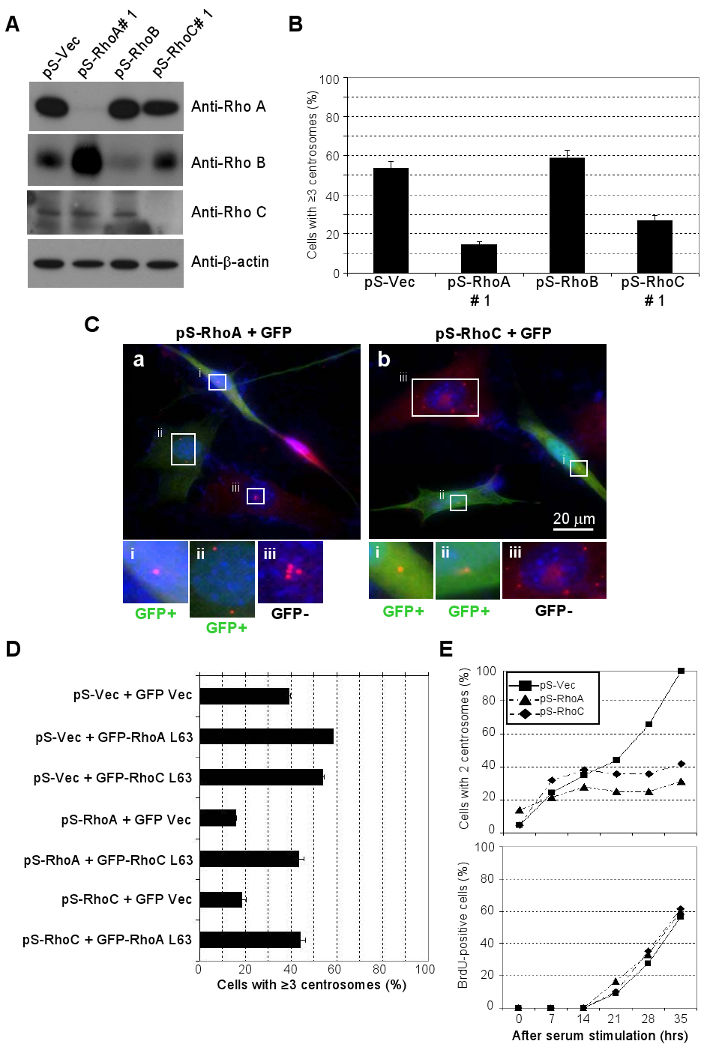 A
pS-Vec
pS-RhoA# 1
pS-RhoB
pS-RhoC# 1
Anti-Rho A
Anti-Rho B
Anti-Rho C
Anti-β-actin
B
Cells with ≥3 centrosomes (%)
100
80
60
40
20
0
pS-Vec
pS-RhoA # 1
pS-RhoB
pS-RhoC # 1
C
pS-RhoA + GFP
pS-RhoC + GFP
a
i
ii
iii
b
iii
i
ii
20 μm
i
ii
iii
i
ii
iii
GFP+
GFP+
GFP-
GFP+
GFP+
GFP-
D
pS-Vec + GFP Vec
pS-Vec + GFP-RhoA L63
pS-Vec + GFP-RhoC L63
pS-RhoA + GFP Vec
pS-RhoA + GFP-RhoC L63
pS-RhoC + GFP Vec
pS-RhoC + GFP-RhoA L63
0 20 40 60 80 100
Cells with ≥3 centrosomes (%)
E
Cells with 2 centrosomes (%)
100
80
60
40
20
0
pS-Vec
pS-RhoA
pS-RhoC
BrdU-positive cells (%)
100
80
60
40
20
0
0 7 14 21 28 35
After serum stimulation (hrs)